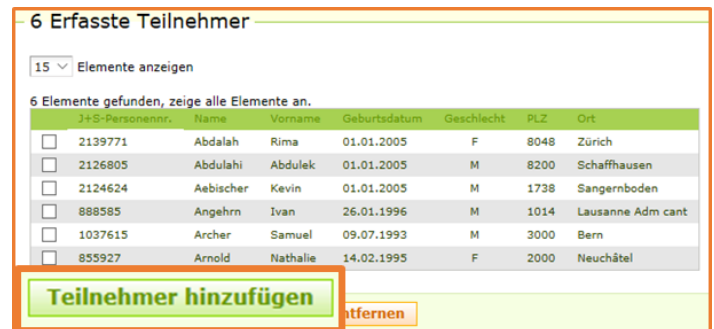 6 Erfasste Teilnehmer
15 Elemente anzeigen
6 Elemente gefunden, zeige alle Elemente an.
J+S-Personennr. Name Vorname Geburtsdatum Geschlecht PLZ Ort
2139771 Abdalah Rima 01.01.2005 F 8048 Zürich
2126805 Abdulahi Abdulek 01.01.2005 M 8200 Schaffhausen
2124624 Aebischer Kevin 01.01.2005 M 1738 Sangernboden
888585 Angehrn Ivan 26.01.1996 M 1014 Lausanne Adm cant
1037615 Archer Samuel 09.07.1993 M 3000 Bern
855927 Arnold Nathalie 14.02.1995 F 2000 Neuchâtel
Teilnehmer hinzufügen
ntfernen